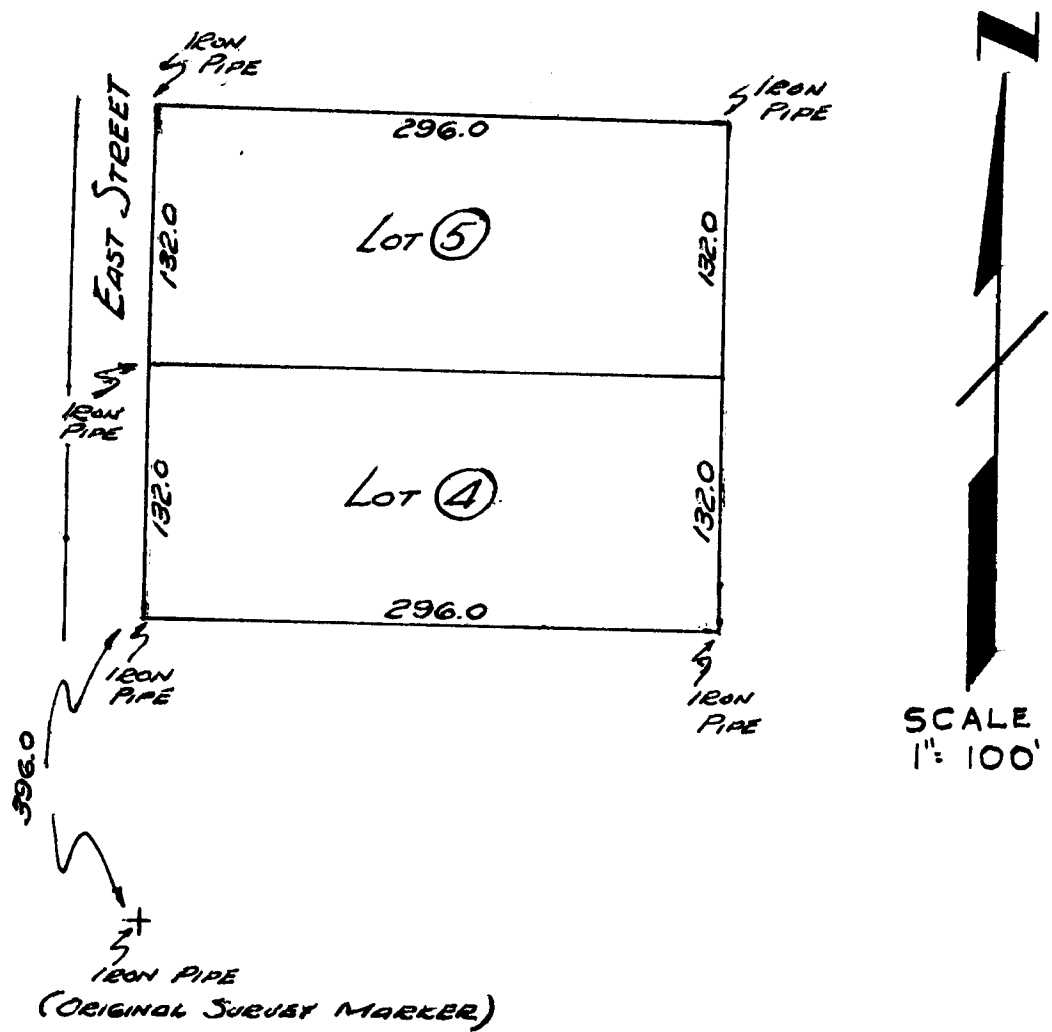 N
IRON
PIPE
IRON
PIPE
296.0
EAST STREET
132.0
LOT 5
132.0
IRON
PIPE
132.0
LOT 4
132.0
296.0
IRON
PIPE
IRON
PIPE
SCALE
1": 100'
396.0
IRON PIPE
(ORIGINAL SURVEY MARKER)